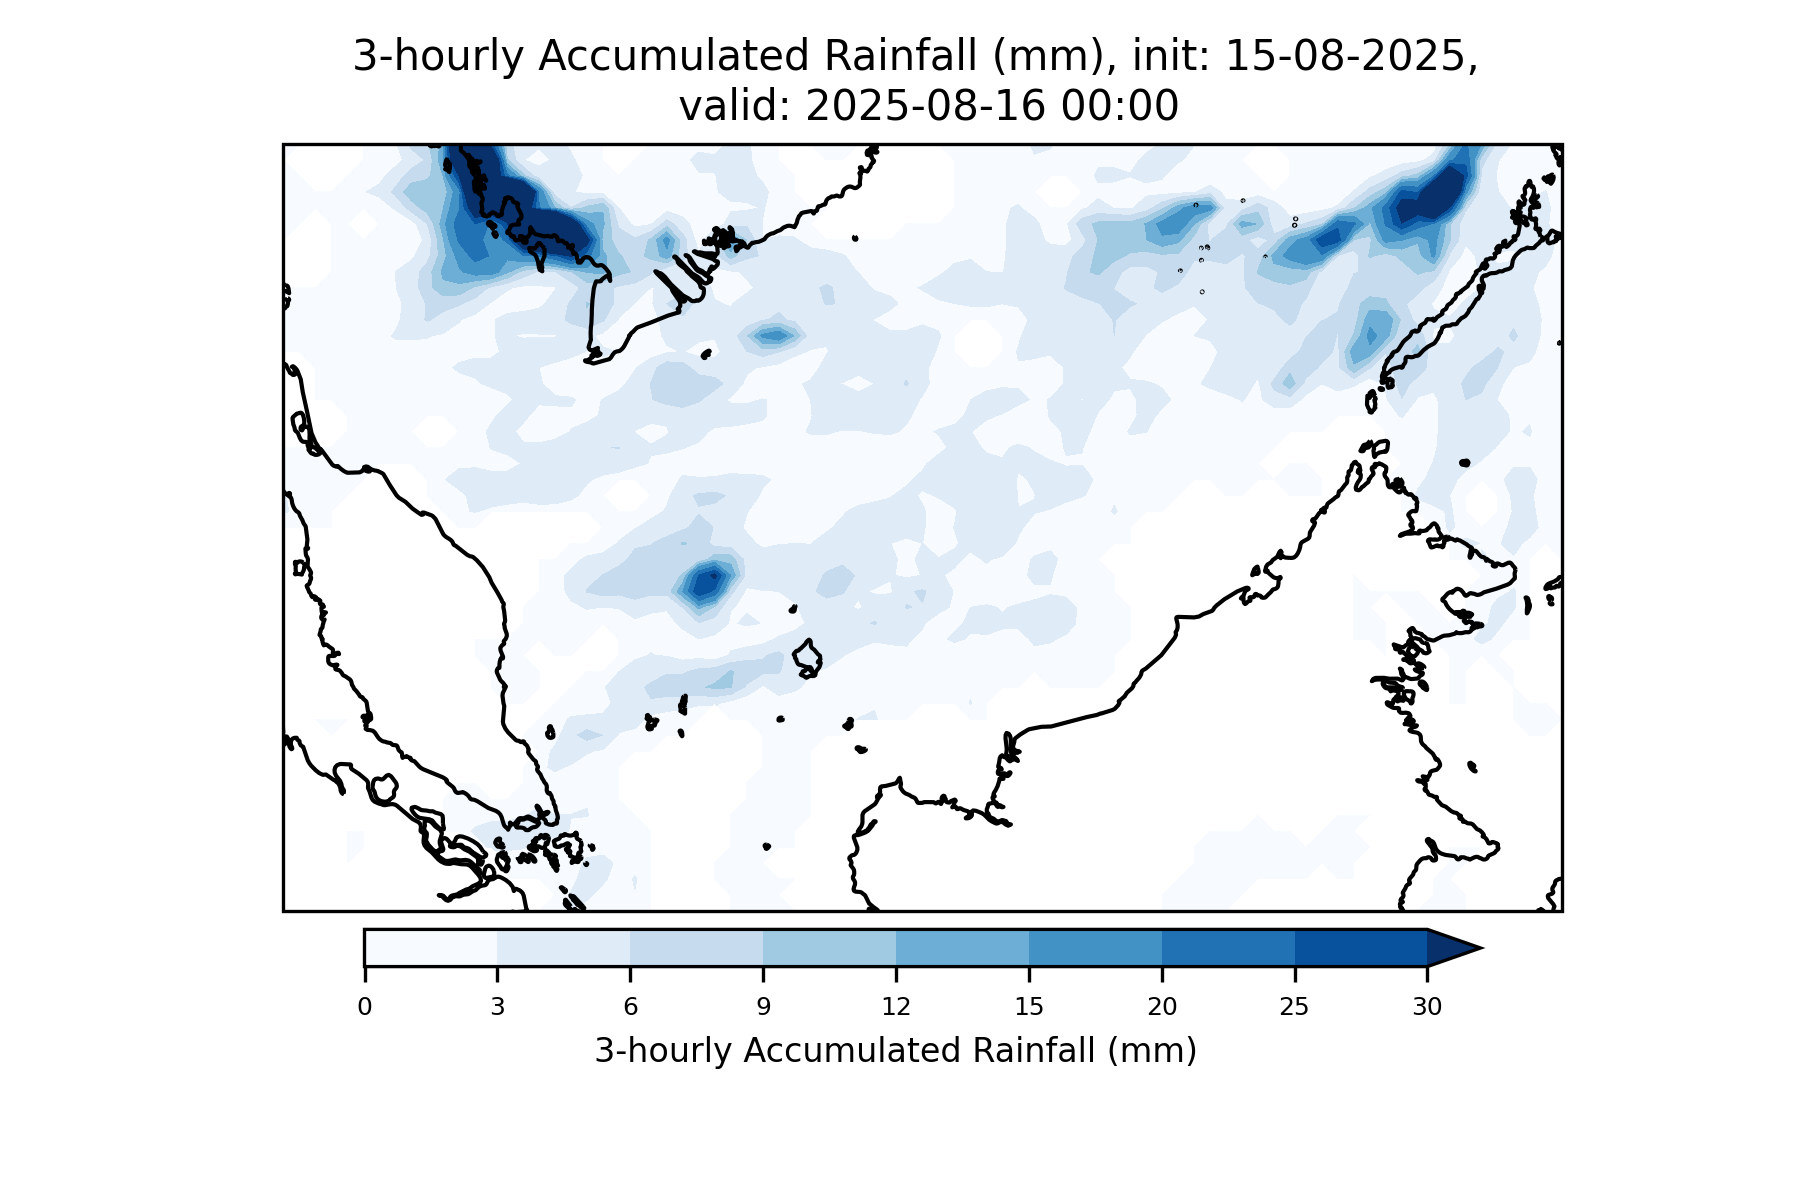 3-hourly Accumulated Rainfall (mm), init: 15-08-2025,
valid: 2025-08-16 00:00
0 3 6 9 12 15 20 25 30
3-hourly Accumulated Rainfall (mm)